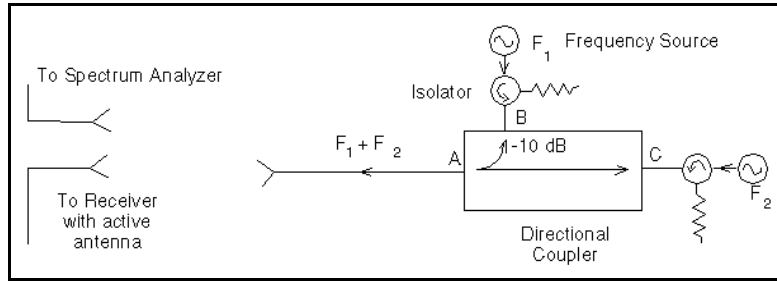 F1 Frequency Source
To Spectrum Analyzer
Isolator
B
F1 + F2
A
-10 dB
C
To Receiver
with active
antenna
F2
Directional
Coupler